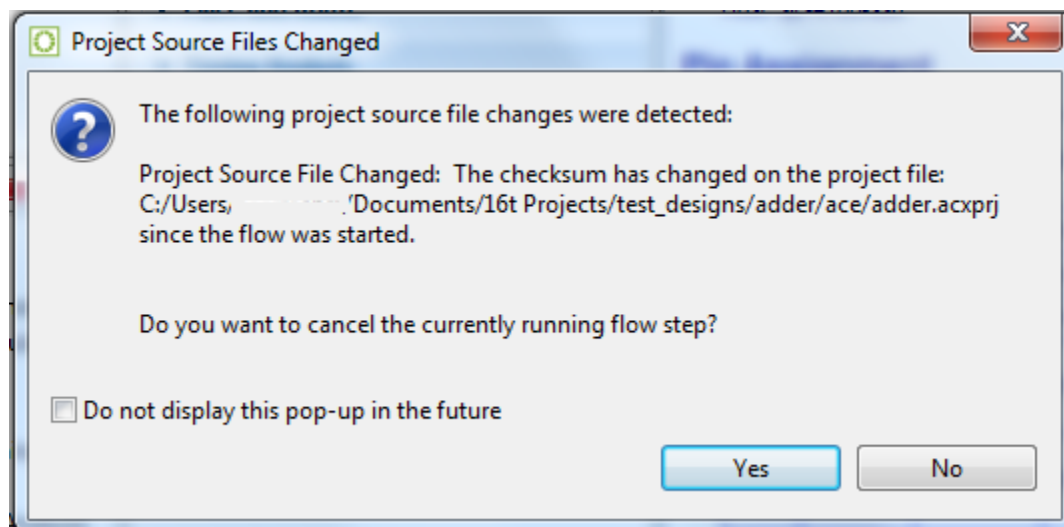 Project Source Files Changed
The following project source file changes were detected:
Project Source File Changed:  The checksum has changed on the project file:
C:/Users/ /Documents/16t Projects/test_designs/adder/ace/adder.acxprj
since the flow was started.
Do you want to cancel the currently running flow step?
Do not display this pop-up in the future
Yes
No